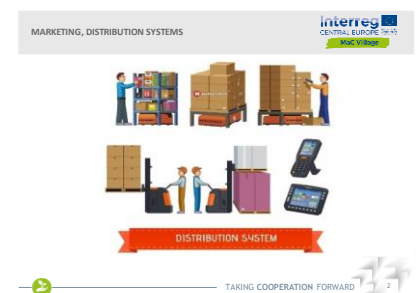 MARKETING, DISTRIBUTION SYSTEMS
Interreg
CENTRAL EUROPE
MaC Village
DISTRIBUTION SYSTEM
TAKING COOPERATION FORWARD
2